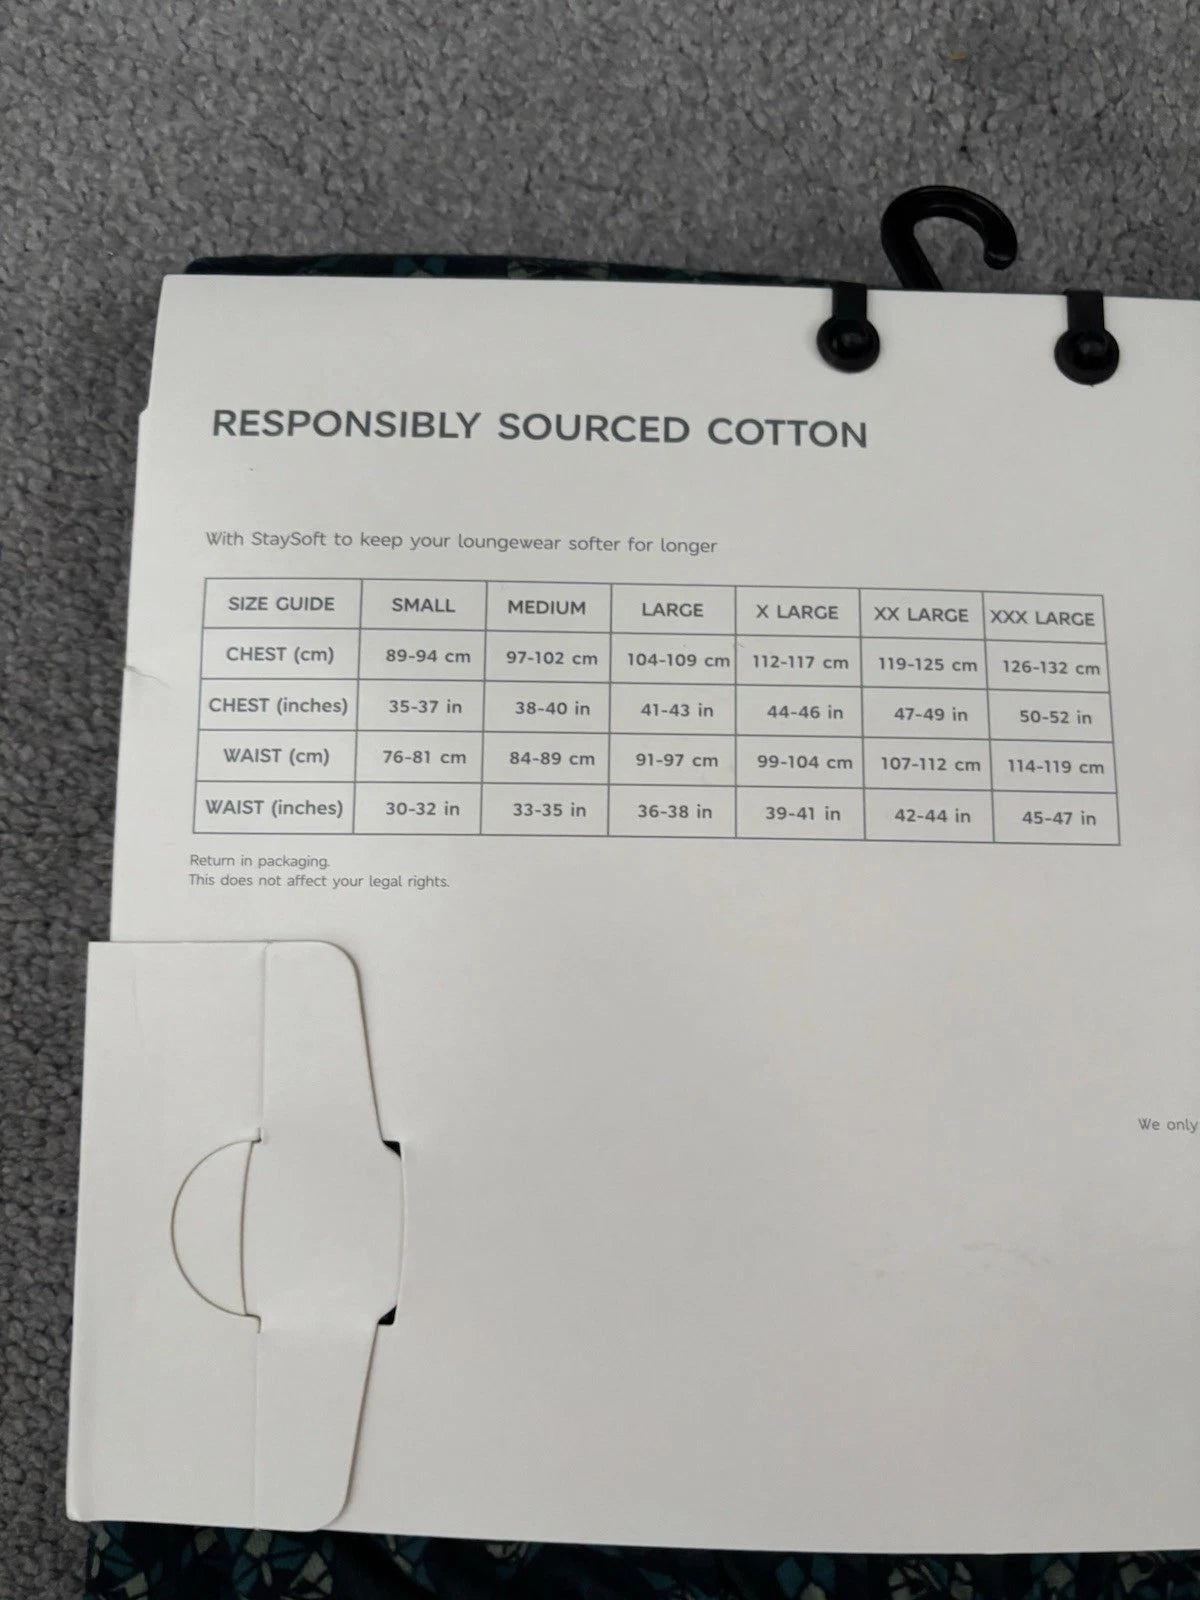 RESPONSIBLY SOURCED COTTON
With StaySoft to keep your loungewear softer for longer
SIZE GUIDE SMALL MEDIUM LARGE X LARGE XX LARGE XXX LARGE
CHEST (cm) 89-94 cm 97-102 cm 104-109 cm 112-117 cm 119-125 cm 126-132 cm
CHEST (inches) 35-37 in 38-40 in 41-43 in 44-46 in 47-49 in 50-52 in
WAIST (cm) 76-81 cm 84-89 cm 91-97 cm 99-104 cm 107-112 cm 114-119 cm
WAIST (inches) 30-32 in 33-35 in 36-38 in 39-41 in 42-44 in 45-47 in
Return in packaging.
This does not affect your legal rights.
We only